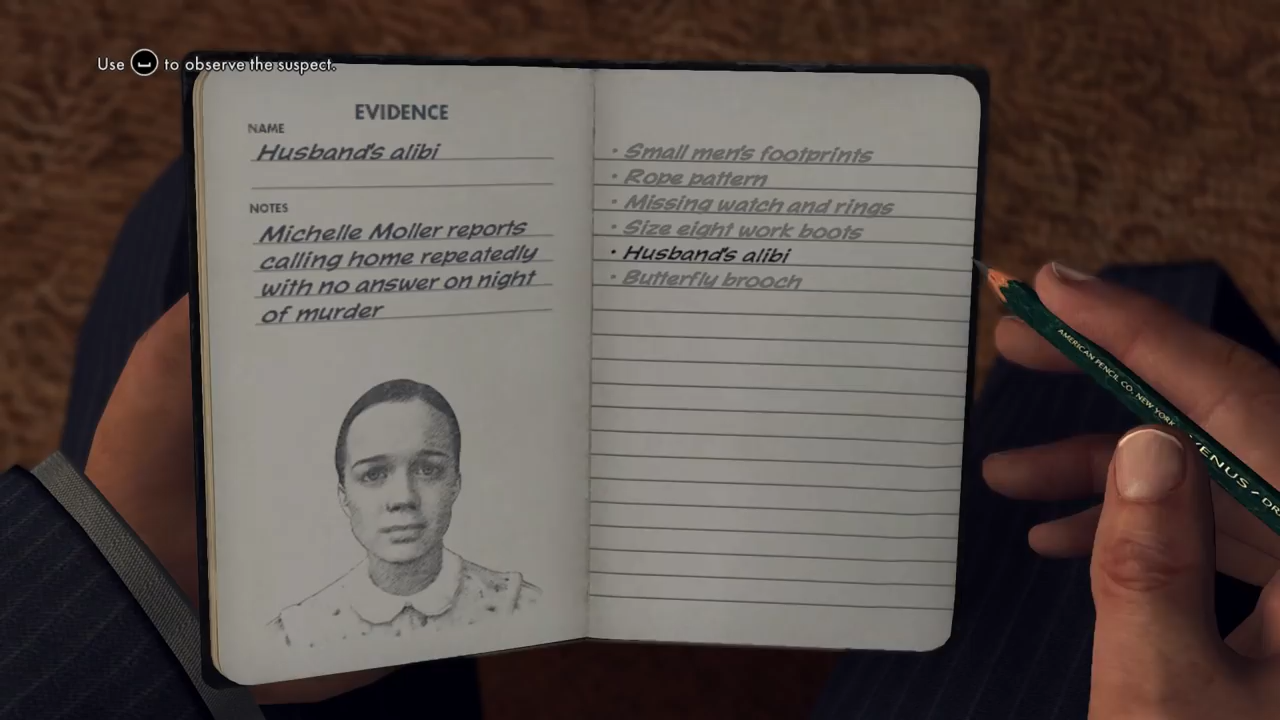 Use to observe the suspect.
EVIDENCE
NAME
Husband's alibi
NOTES
Michelle Moller reports
calling home repeatedly
with no answer on night
of murder
· Small men's footprints
· Rope pattern
· Missing watch and rings
· Size eight work boots
· Husband's alibi
· Butterfly brooch
AMERICAN PENCIL CO. NEW YORK
VENUS / DR